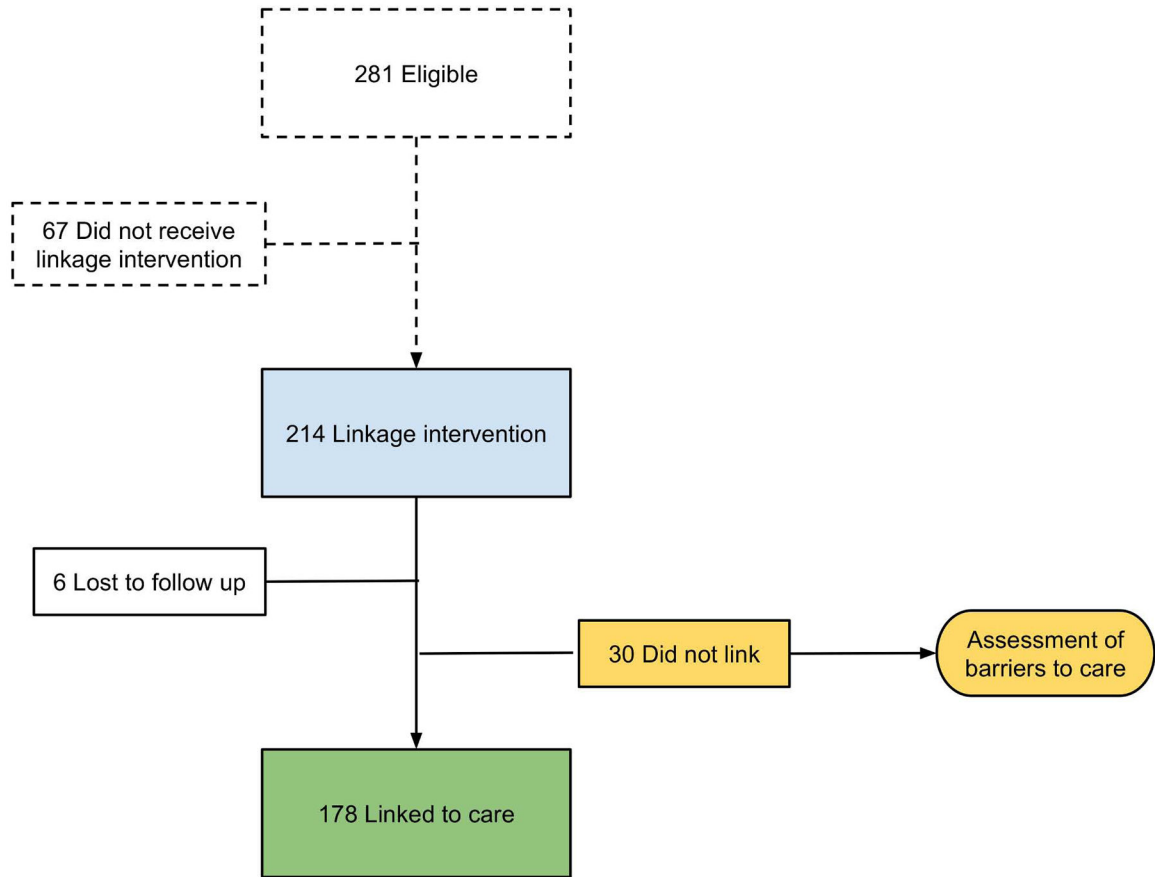 281 Eligible
67 Did not receive
linkage intervention
214 Linkage intervention
6 Lost to follow up
30 Did not link
Assessment of
barriers to care
178 Linked to care